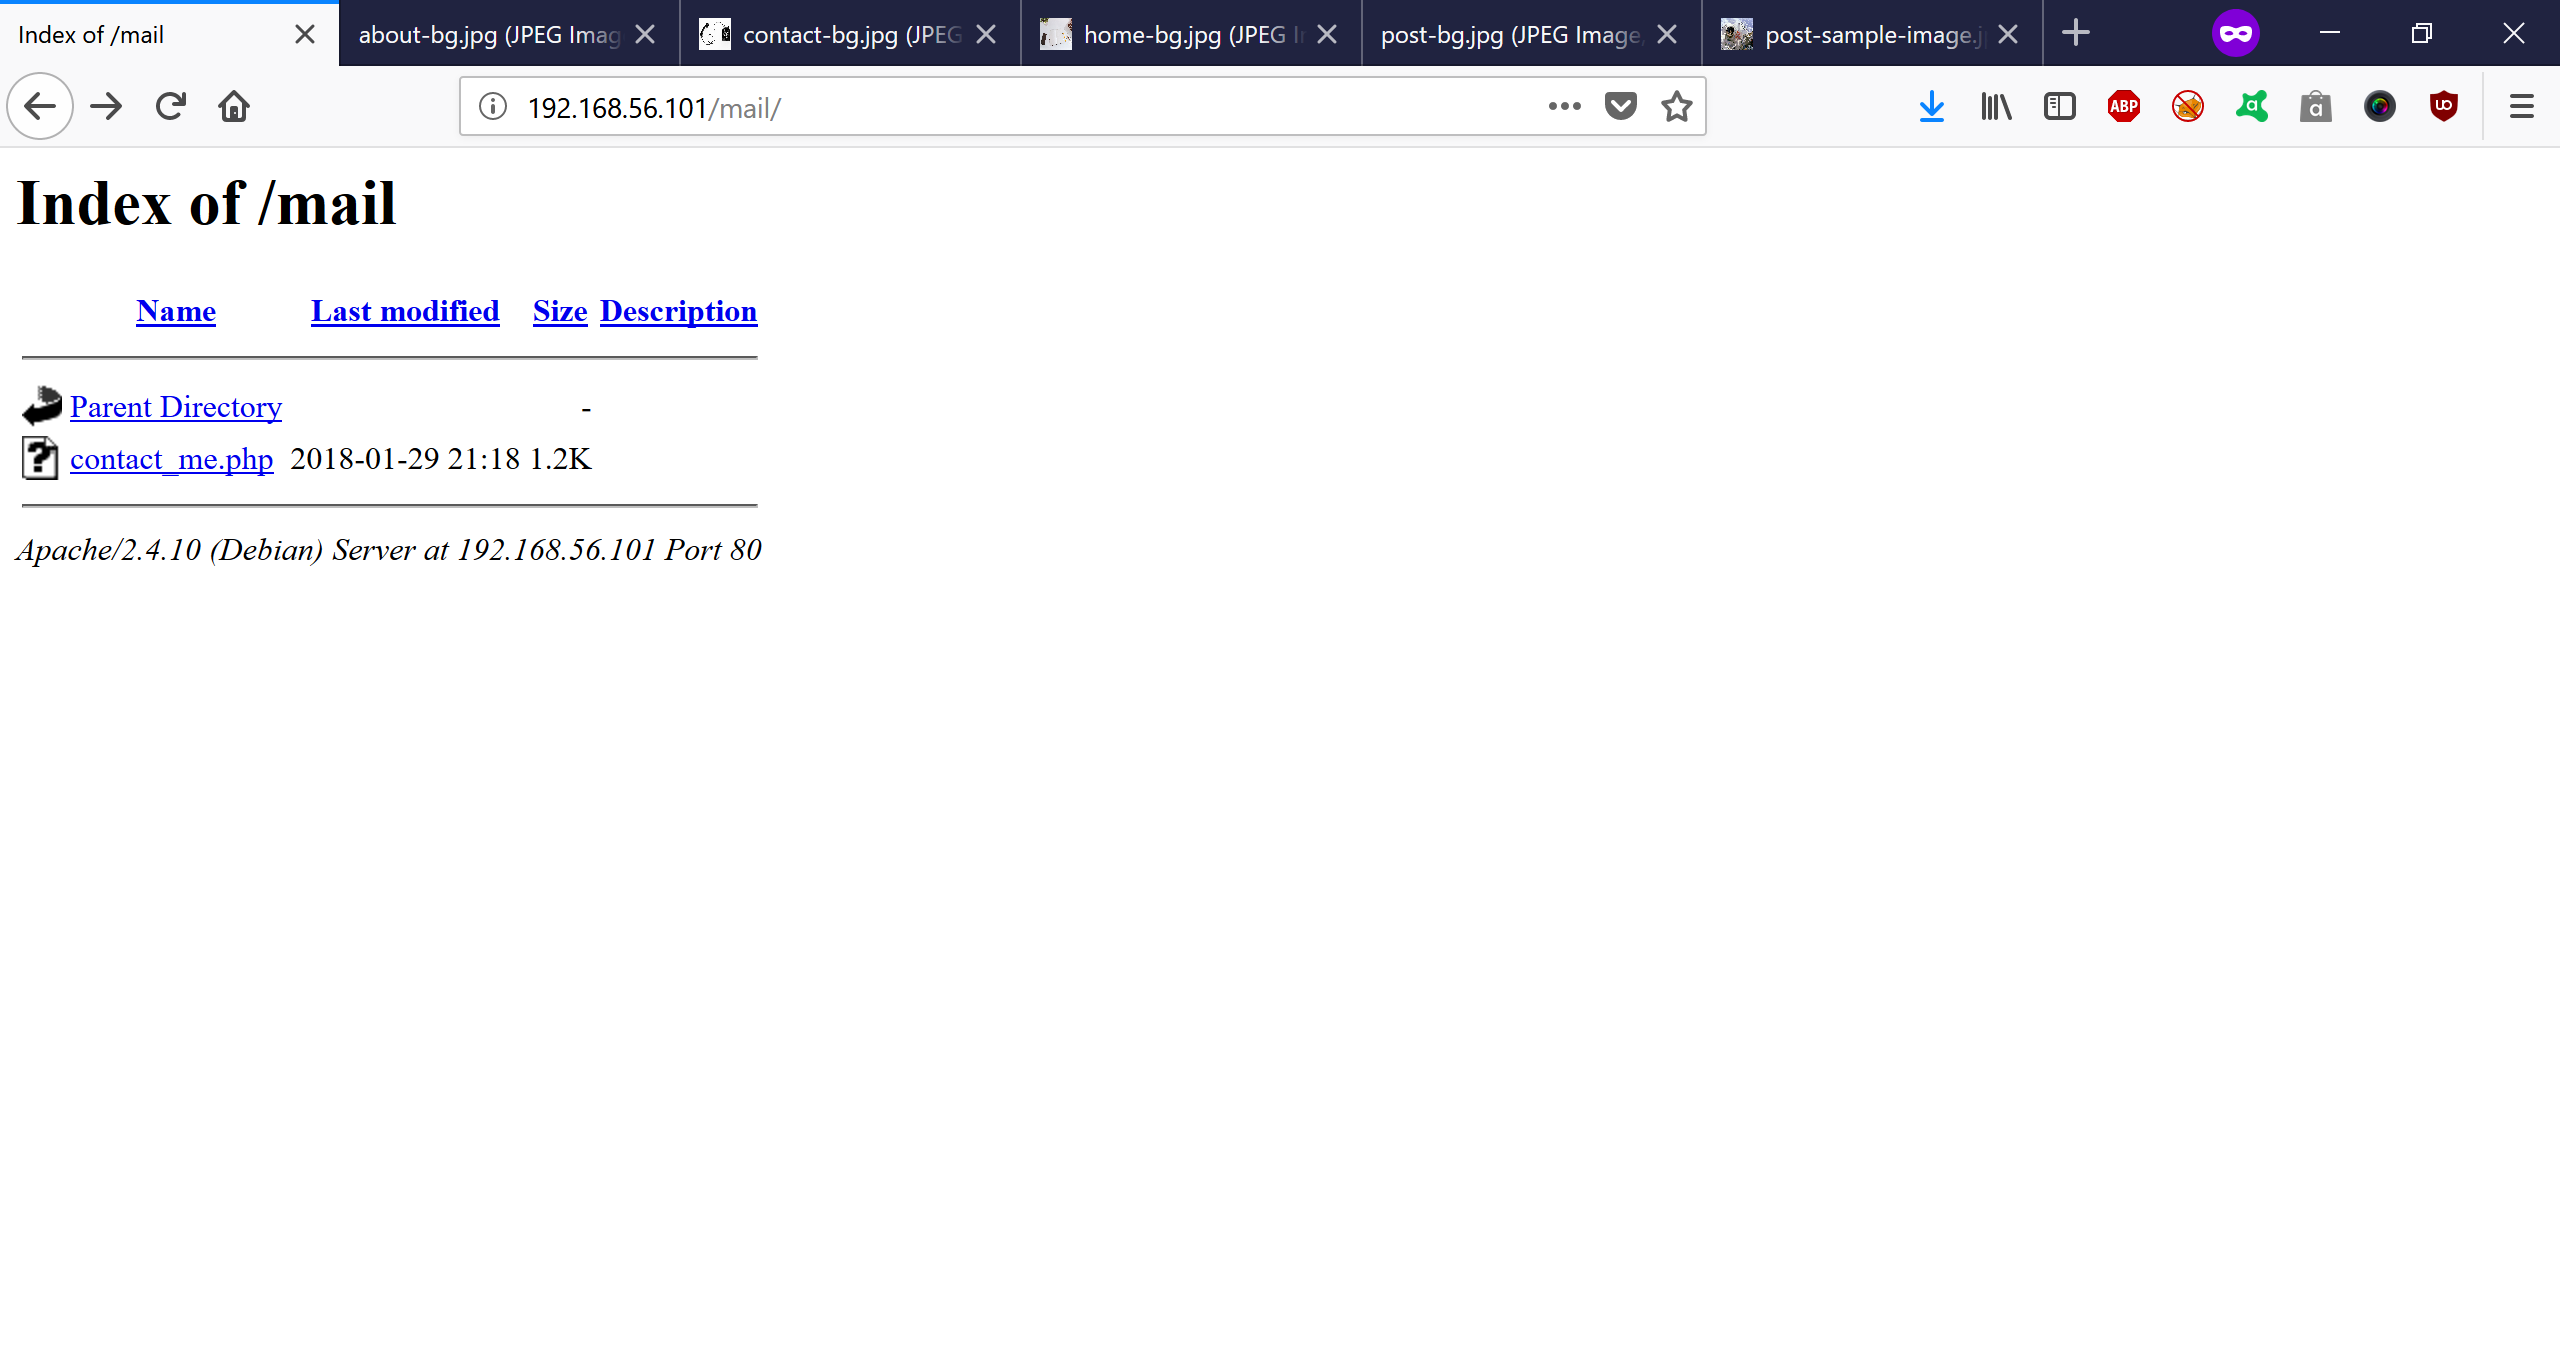 Index of /mail
about-bg.jpg (JPEG Imag
contact-bg.jpg (JPEG
home-bg.jpg (JPEG I
post-bg.jpg (JPEG Image,
post-sample-image.j
192.168.56.101/mail/
ABP
a
a
Index of /mail
Name Last modified Size Description
Parent Directory -
contact_me.php 2018-01-29 21:18 1.2K
Apache/2.4.10 (Debian) Server at 192.168.56.101 Port 80